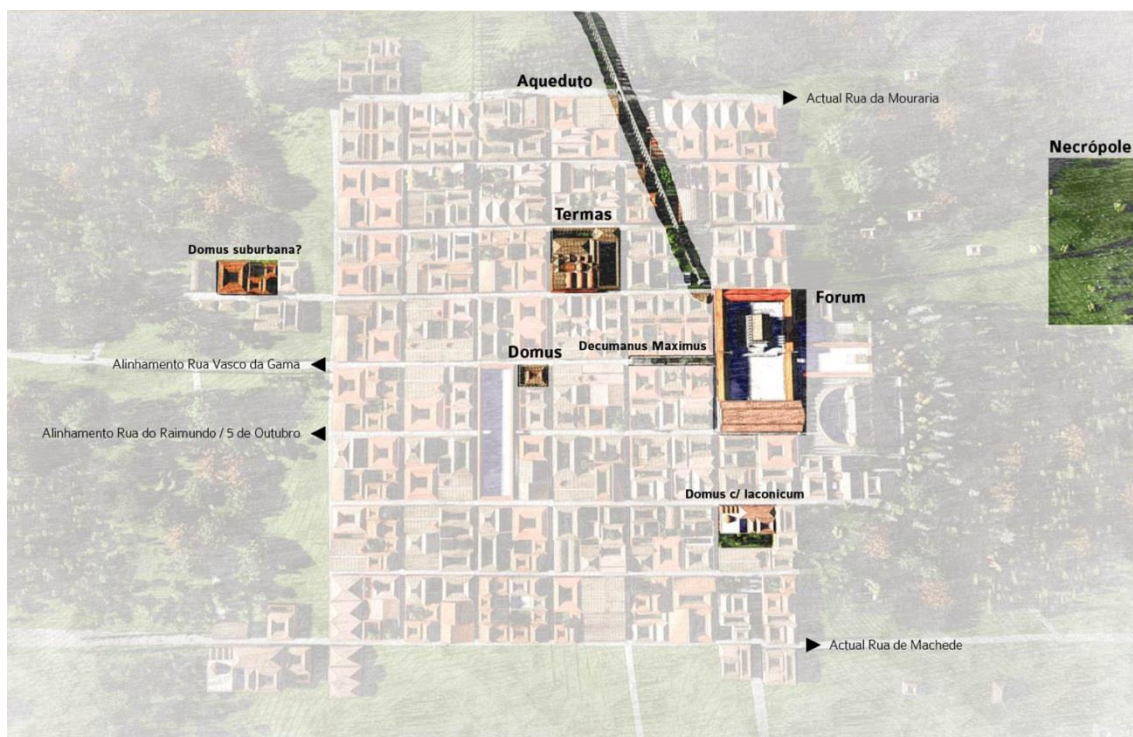 Aqueduto
Actual Rua da Mouraria
Necrópole
Termas
Domus suburbana?
Forum
Decumanus Maximus
Domus
Alinhamento Rua Vasco da Gama
Alinhamento Rua do Raimundo / 5 de Outubro
Domus c/ laconicum
Actual Rua de Machede